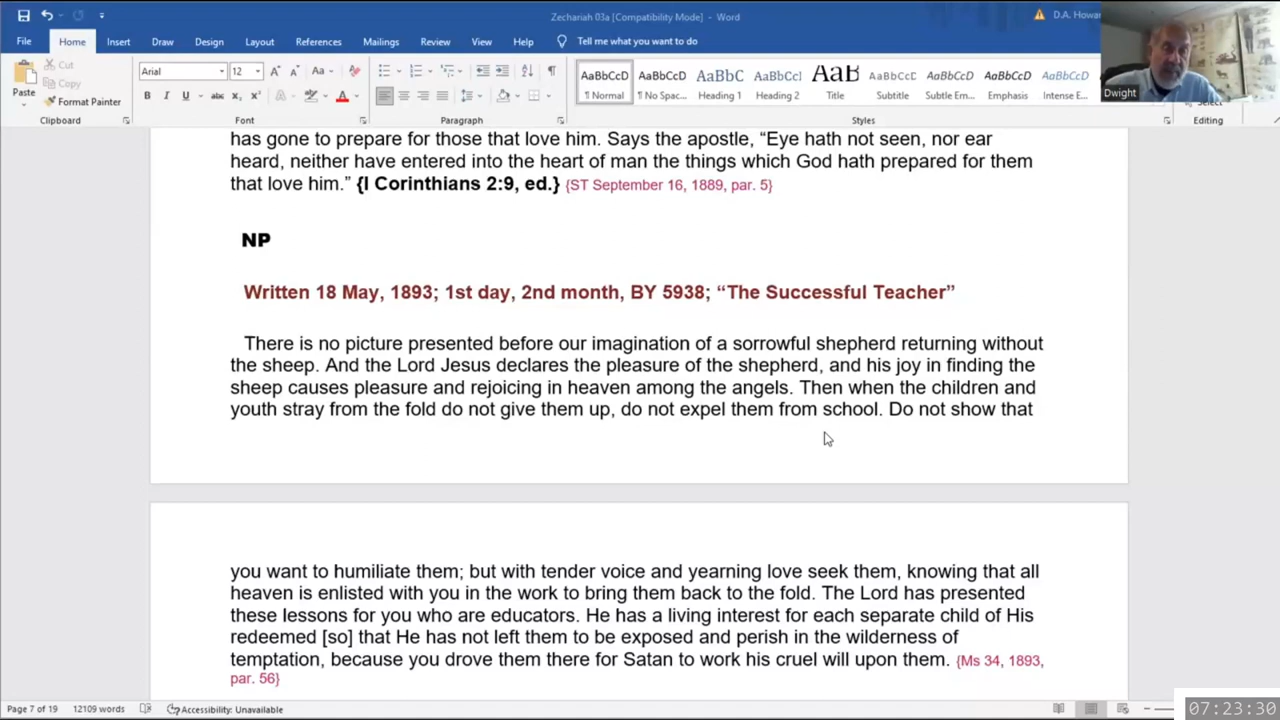 Zechariah 03a [Compatibility Mode] - Word
D.A. Howar
File Home Insert Draw Design Layout References Mailings Review View Help Tell me what you want to do
Paste
Cut
Copy
Format Painter
Arial 12
AaBbCcD AaBbCcD AaBbC AaBbCcI AaB AaBbCcD AaBbCcD AaBbCcD AaBbCcD
¶ Normal ¶ No Spac... Heading 1 Heading 2 Title Subtitle Subtle Em... Emphasis Intense E...
Dwight
Select
Clipboard Font Paragraph Styles Editing
has gone to prepare for those that love him. Says the apostle, “Eye hath not seen, nor ear
heard, neither have entered into the heart of man the things which God hath prepared for them
that love him.” {I Corinthians 2:9, ed.} {ST September 16, 1889, par. 5}
NP
Written 18 May, 1893; 1st day, 2nd month, BY 5938; “The Successful Teacher”
There is no picture presented before our imagination of a sorrowful shepherd returning without
the sheep. And the Lord Jesus declares the pleasure of the shepherd, and his joy in finding the
sheep causes pleasure and rejoicing in heaven among the angels. Then when the children and
youth stray from the fold do not give them up, do not expel them from school. Do not show that
you want to humiliate them; but with tender voice and yearning love seek them, knowing that all
heaven is enlisted with you in the work to bring them back to the fold. The Lord has presented
these lessons for you who are educators. He has a living interest for each separate child of His
redeemed [so] that He has not left them to be exposed and perish in the wilderness of
temptation, because you drove them there for Satan to work his cruel will upon them. {Ms 34, 1893,
par. 56}
Page 7 of 19 12109 words Accessibility: Unavailable
07:23:30